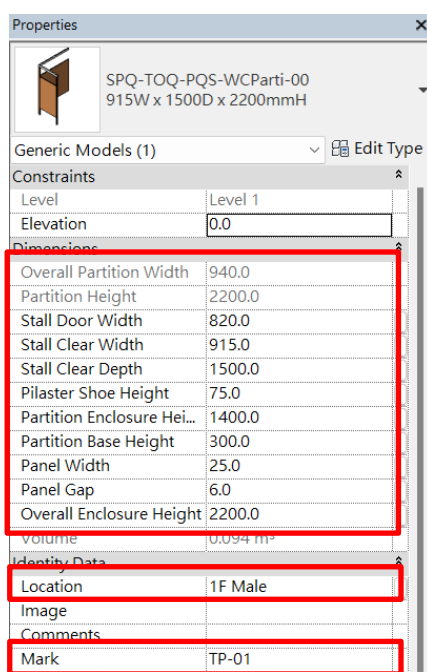 Properties
SPQ-TOQ-PQS-WCParti-00
915W x 1500D x 2200mmH
Generic Models (1) Edit Type
Constraints
Level Level 1
Elevation 0.0
Dimensions
Overall Partition Width 940.0
Partition Height 2200.0
Stall Door Width 820.0
Stall Clear Width 915.0
Stall Clear Depth 1500.0
Pilaster Shoe Height 75.0
Partition Enclosure Hei... 1400.0
Partition Base Height 300.0
Panel Width 25.0
Panel Gap 6.0
Overall Enclosure Height 2200.0
Volume 0.094 m³
Identity Data
Location 1F Male
Image
Comments
Mark TP-01